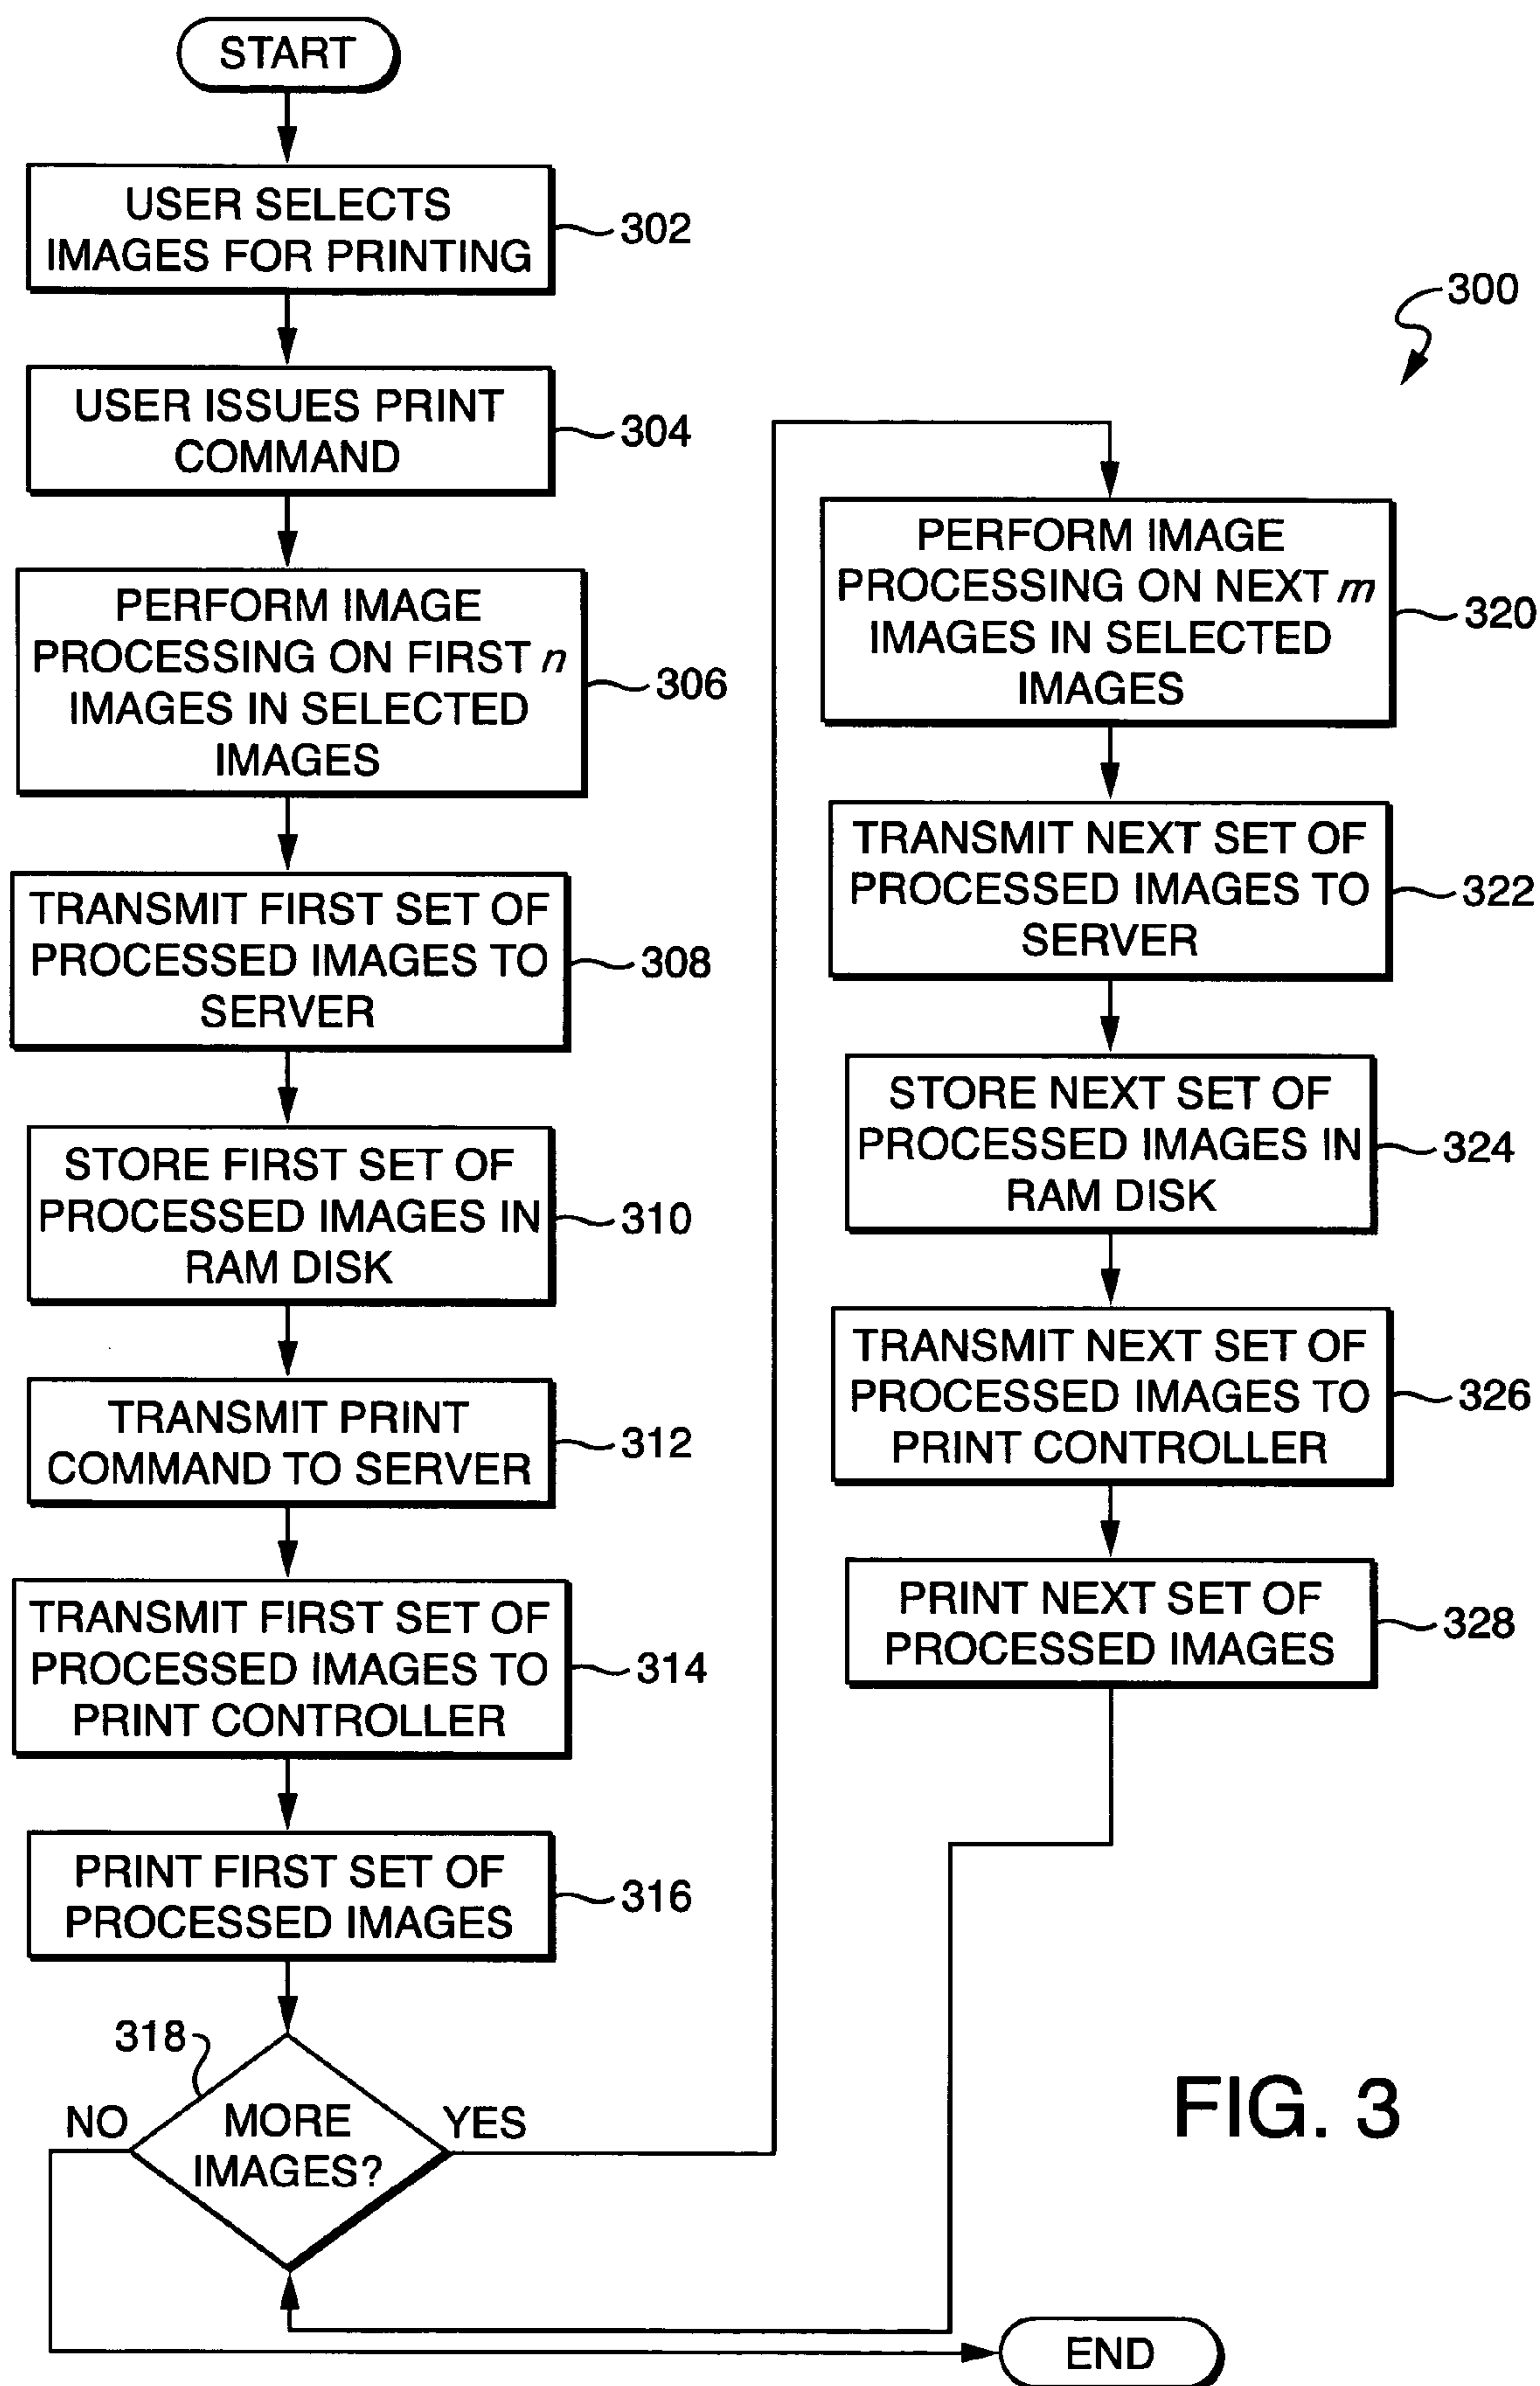 START
USER SELECTS
IMAGES FOR PRINTING
302
USER ISSUES PRINT
COMMAND
304
PERFORM IMAGE
PROCESSING ON FIRST n
IMAGES IN SELECTED
IMAGES
306
TRANSMIT FIRST SET OF
PROCESSED IMAGES TO
SERVER
308
STORE FIRST SET OF
PROCESSED IMAGES IN
RAM DISK
310
TRANSMIT PRINT
COMMAND TO SERVER
312
TRANSMIT FIRST SET OF
PROCESSED IMAGES TO
PRINT CONTROLLER
314
PRINT FIRST SET OF
PROCESSED IMAGES
316
318
NO
MORE
IMAGES?
YES
300
PERFORM IMAGE
PROCESSING ON NEXT m
IMAGES IN SELECTED
IMAGES
320
TRANSMIT NEXT SET OF
PROCESSED IMAGES TO
SERVER
322
STORE NEXT SET OF
PROCESSED IMAGES IN
RAM DISK
324
TRANSMIT NEXT SET OF
PROCESSED IMAGES TO
PRINT CONTROLLER
326
PRINT NEXT SET OF
PROCESSED IMAGES
328
END
FIG. 3